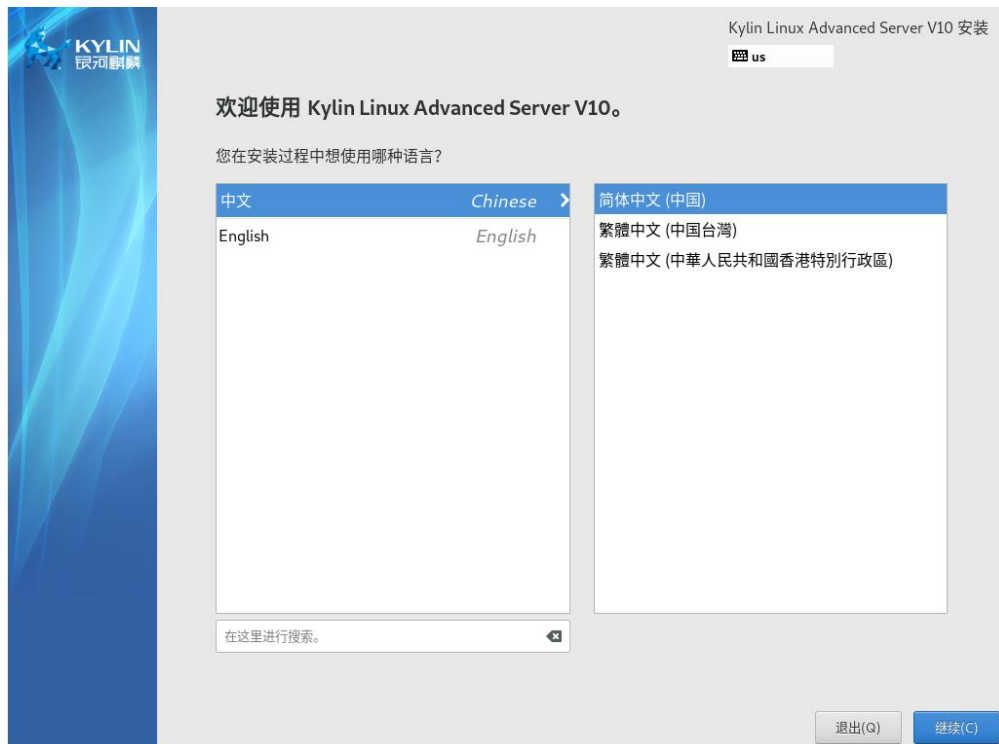 KYLIN
银河麒麟
Kylin Linux Advanced Server V10 安装
us
欢迎使用 Kylin Linux Advanced Server V10。
您在安装过程中想使用哪种语言?
中文 Chinese
English English
简体中文 (中国)
繁體中文 (中国台灣)
繁體中文 (中華人民共和國香港特別行政區)
在这里进行搜索。
退出(Q) 继续(C)